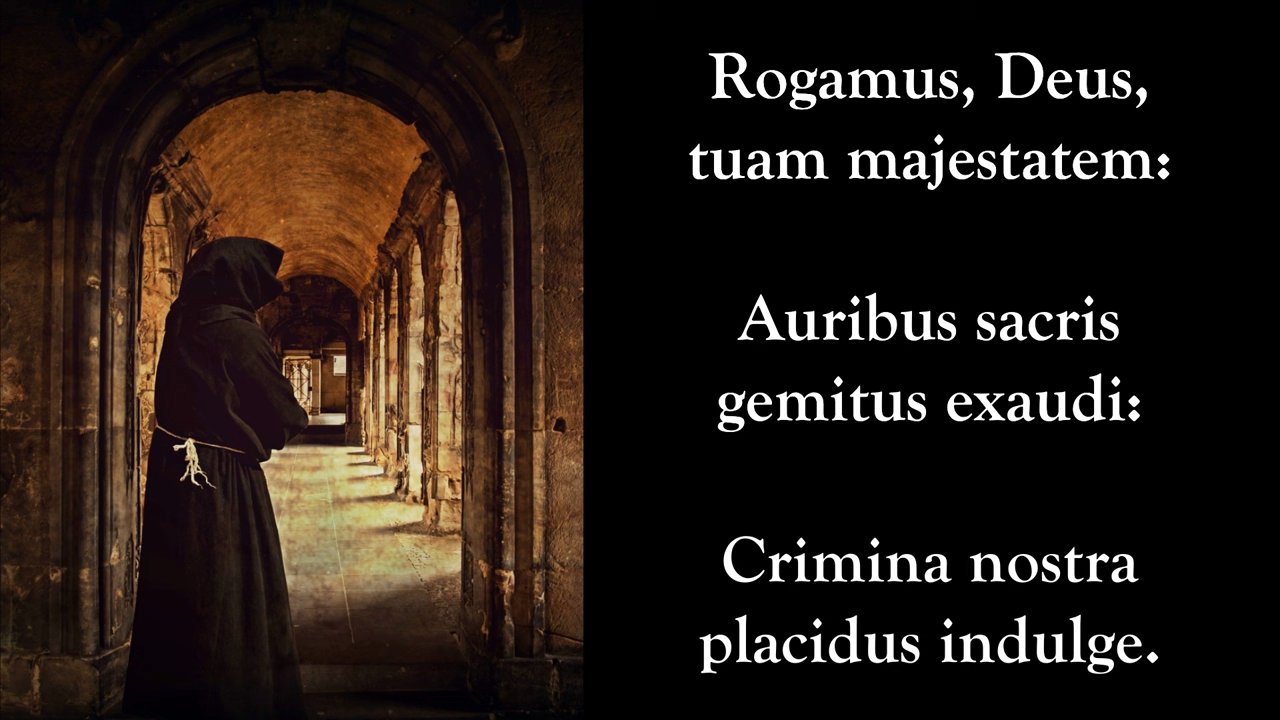 Rogamus, Deus,
tuam majestatem:
Auribus sacris
gemitus exaudi:
Crimina nostra
placidus indulge.